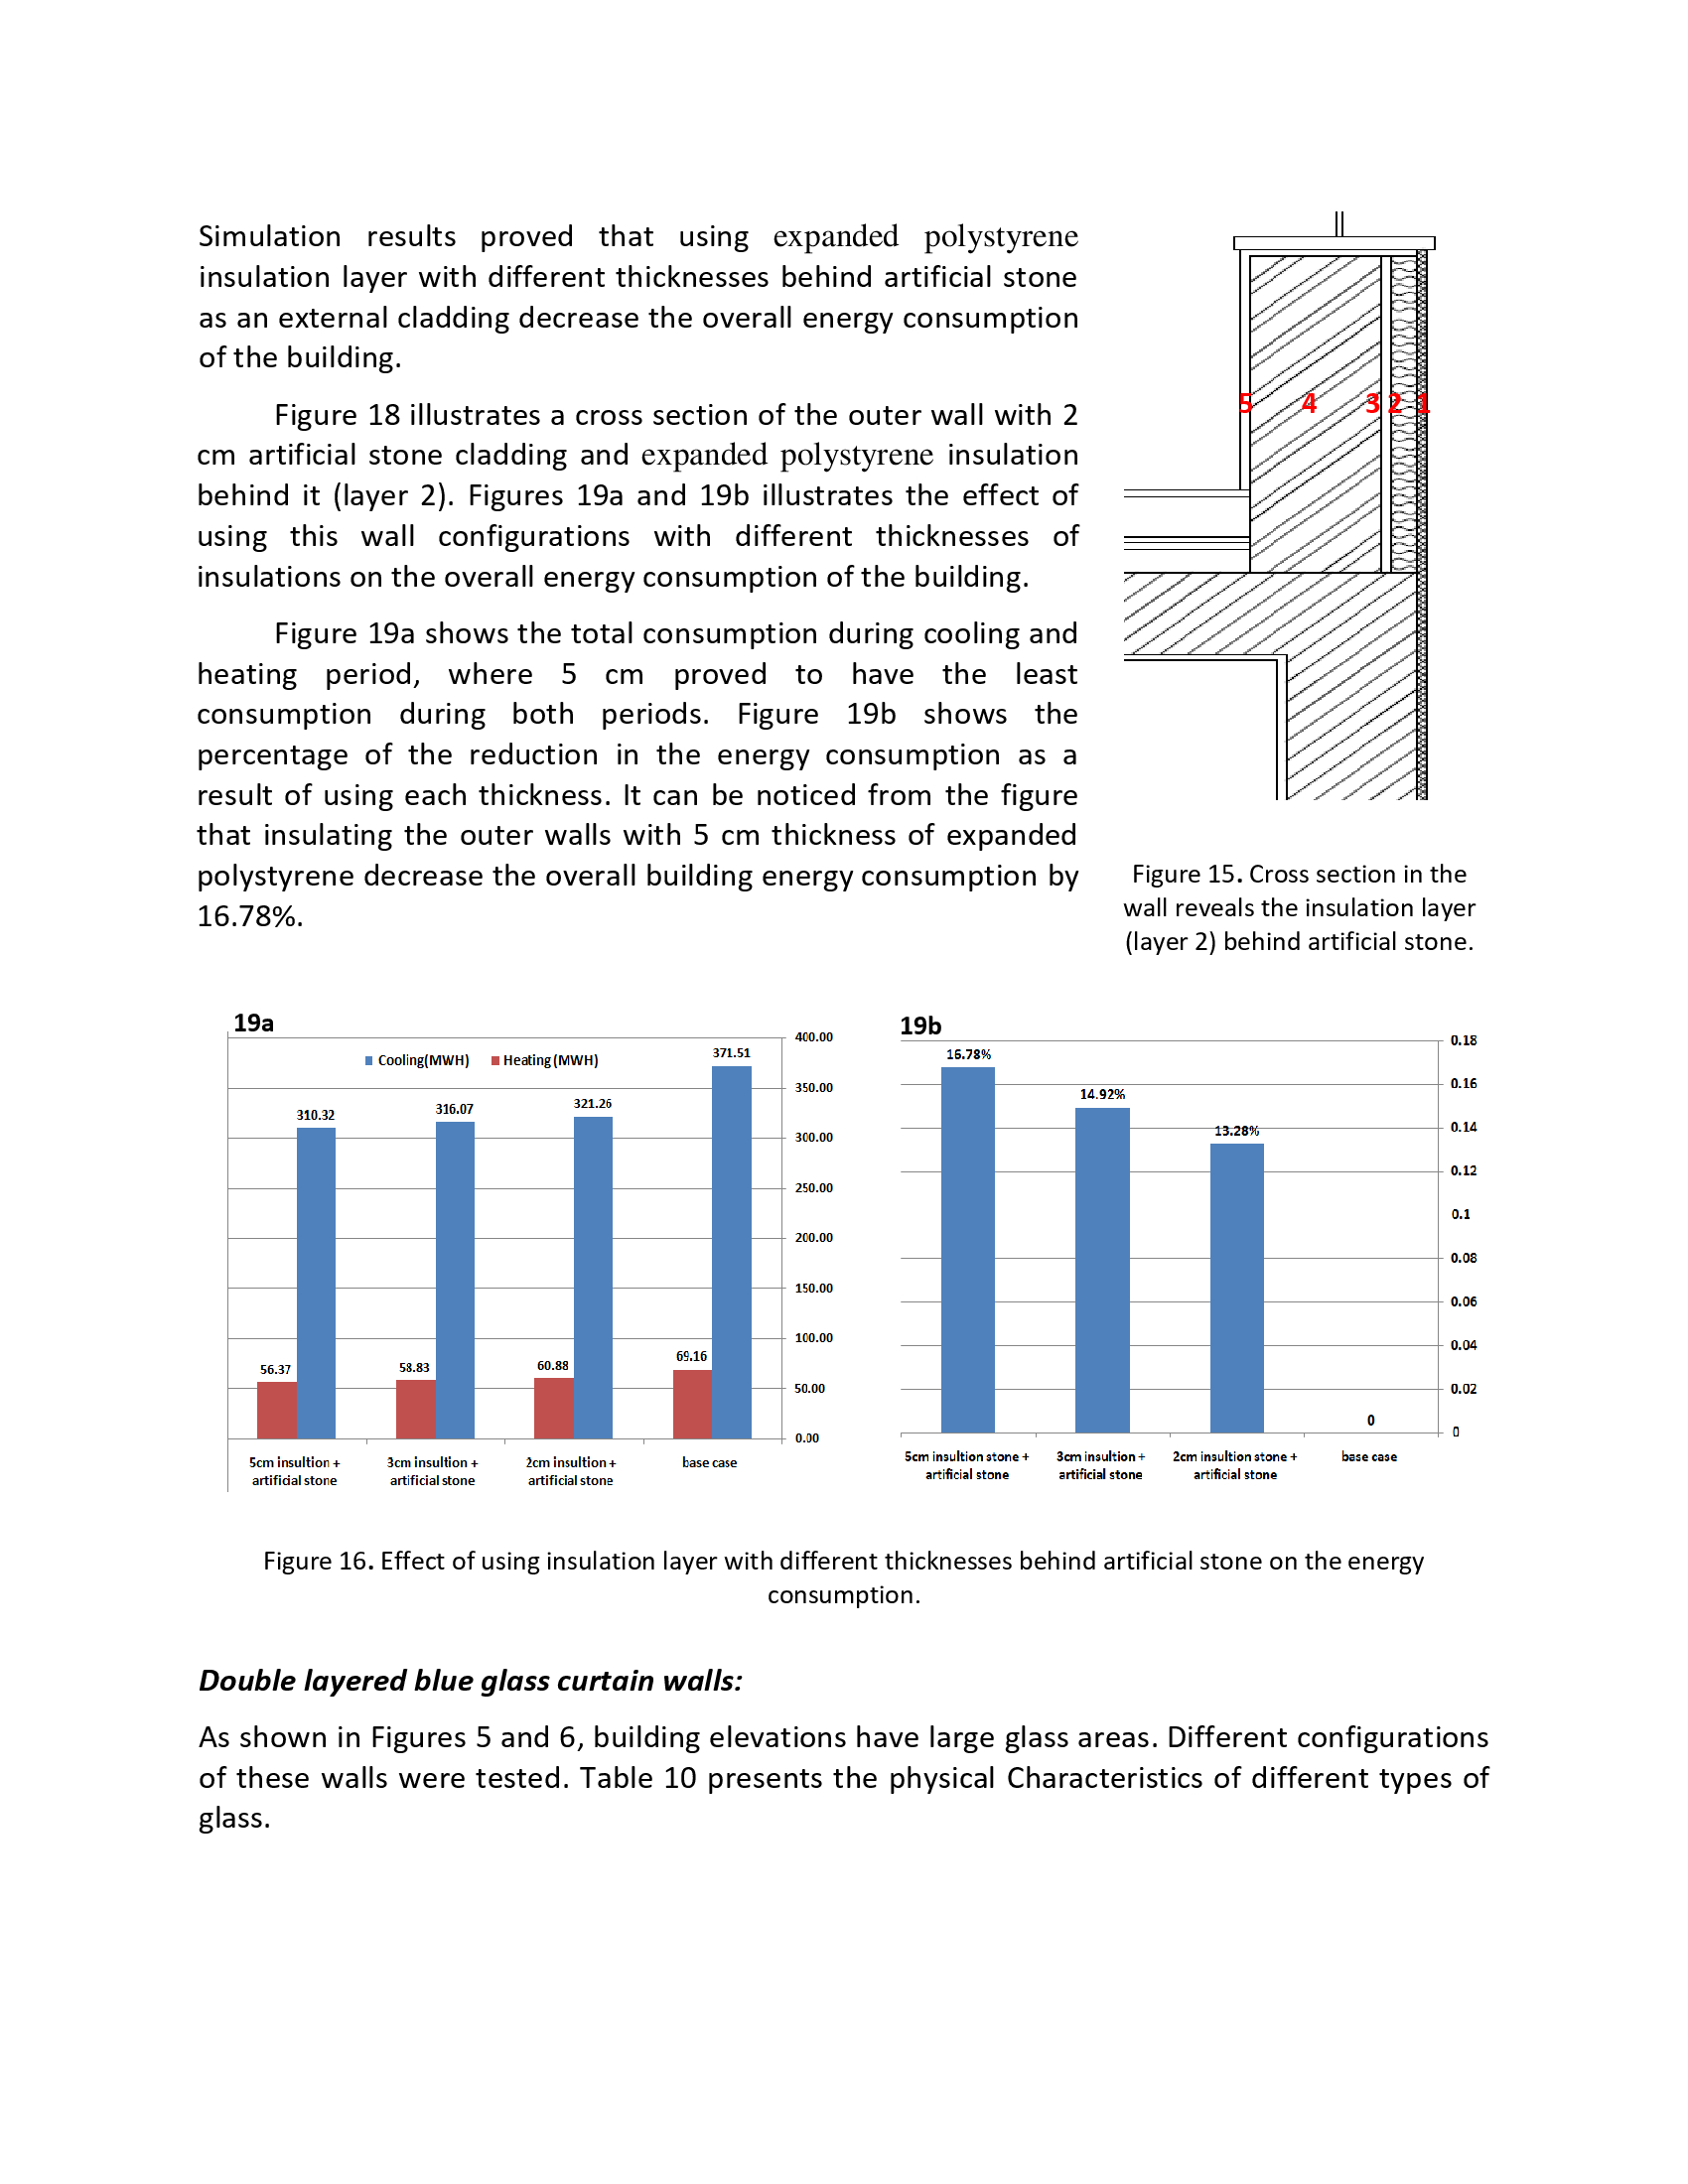 Simulation results proved that using expanded polystyrene
insulation layer with different thicknesses behind artificial stone
as an external cladding decrease the overall energy consumption
of the building.
Figure 18 illustrates a cross section of the outer wall with 2
cm artificial stone cladding and expanded polystyrene insulation
behind it (layer 2). Figures 19a and 19b illustrates the effect of
using this wall configurations with different thicknesses of
insulations on the overall energy consumption of the building.
Figure 19a shows the total consumption during cooling and
heating period, where 5 cm proved to have the least
consumption during both periods. Figure 19b shows the
percentage of the reduction in the energy consumption as a
result of using each thickness. It can be noticed from the figure
that insulating the outer walls with 5 cm thickness of expanded
polystyrene decrease the overall building energy consumption by
16.78%.
5 4 3 2 1
Figure 15. Cross section in the
wall reveals the insulation layer
(layer 2) behind artificial stone.
19a
Cooling(MWH) Heating (MWH)
400.00
350.00
300.00
250.00
200.00
150.00
100.00
50.00
0.00
56.37 310.32
58.83 316.07
60.88 321.26
69.16 371.51
5cm insultion +
artificial stone
3cm insultion +
artificial stone
2cm insultion +
artificial stone
base case
19b
0.18
0.16
0.14
0.12
0.1
0.08
0.06
0.04
0.02
0
16.78%
14.92%
13.28%
0
5cm insultion stone +
artificial stone
3cm insultion +
artificial stone
2cm insultion stone +
artificial stone
base case
Figure 16. Effect of using insulation layer with different thicknesses behind artificial stone on the energy
consumption.
Double layered blue glass curtain walls:
As shown in Figures 5 and 6, building elevations have large glass areas. Different configurations
of these walls were tested. Table 10 presents the physical Characteristics of different types of
glass.